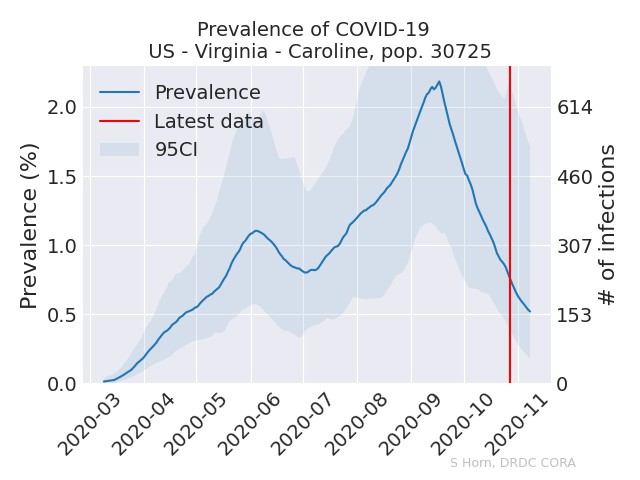 Prevalence of COVID-19
US - Virginia - Caroline, pop. 30725
Prevalence
Latest data
95CI
Prevalence (%)
2.0
1.5
1.0
0.5
0.0
# of infections
614
460
307
153
0
2020-03
2020-04
2020-05
2020-06
2020-07
2020-08
2020-09
2020-10
2020-11
S Horn, DRDC CORA